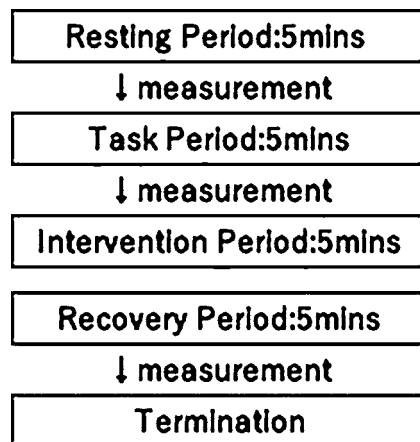 Resting Period:5mins
↓ measurement
Task Period:5mins
↓ measurement
Intervention Period:5mins
Recovery Period:5mins
↓ measurement
Termination